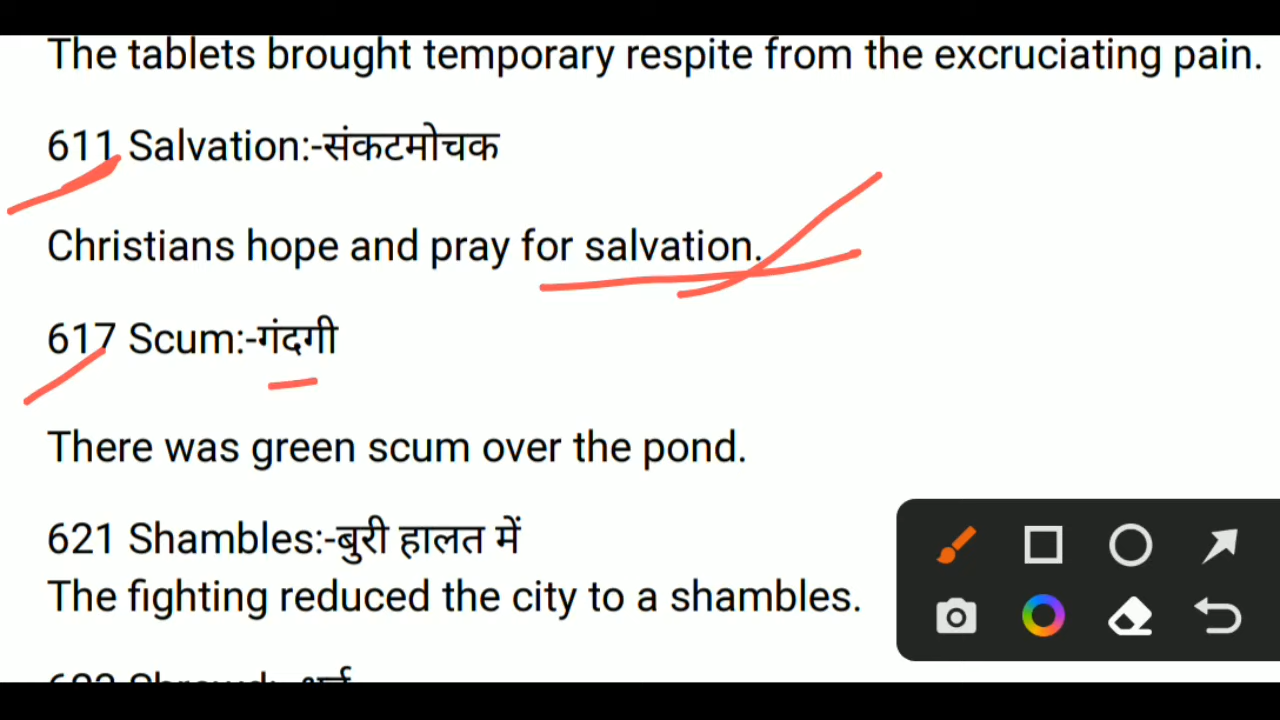 The tablets brought temporary respite from the excruciating pain.
611 Salvation:-संकटमोचक
Christians hope and pray for salvation.
617 Scum:-गंदगी
There was green scum over the pond.
621 Shambles:-बुरी हालत में
The fighting reduced the city to a shambles.